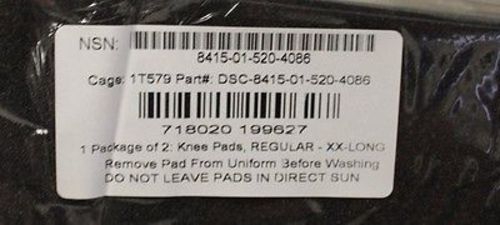 NSN:
8415-01-520-4086
Cage: 1T579 Part#: DSC-8415-01-520-4086
718020 199627
1 Package of 2: Knee Pads, REGULAR - XX-LONG
Remove Pad From Uniform Before Washing
DO NOT LEAVE PADS IN DIRECT SUN